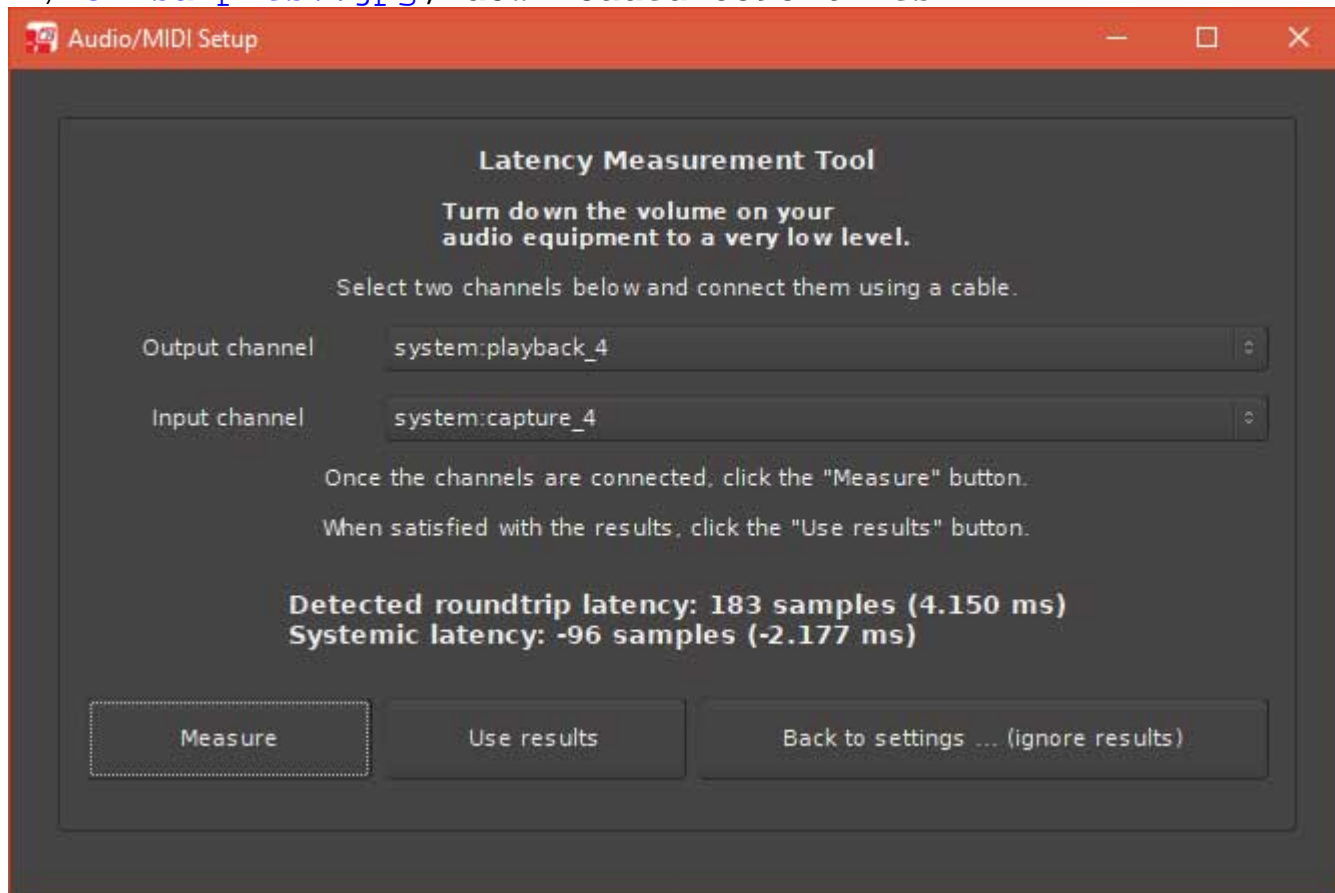 Audio/MIDI Setup
Latency Measurement Tool
Turn down the volume on your
audio equipment to a very low level.
Select two channels below and connect them using a cable.
Output channel system:playback_4
Input channel system:capture_4
Once the channels are connected, click the "Measure" button.
When satisfied with the results, click the "Use results" button.
Detected roundtrip latency: 183 samples (4.150 ms)
Systemic latency: -96 samples (-2.177 ms)
Measure Use results Back to settings ... (ignore results)